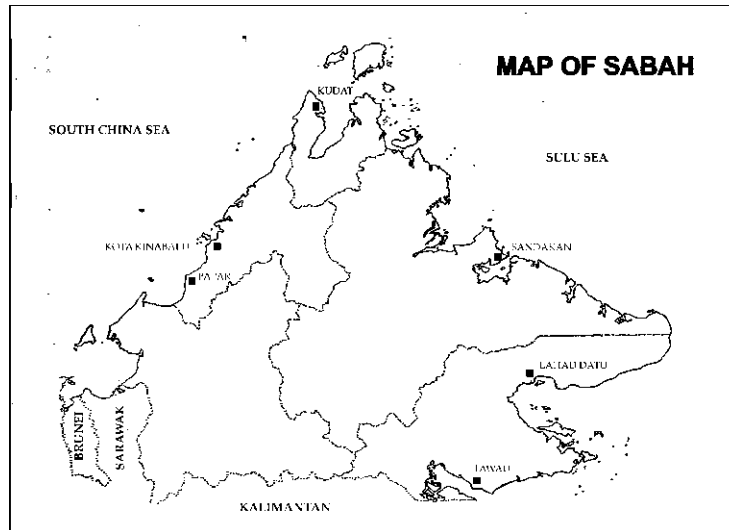 MAP OF SABAH
KUDAT
SOUTH CHINA SEA
SULU SEA
KOTA KINABALU
SANDAKAN
PAPAR
LAHAD DATU
BRUNEI
SARAWAK
TAWAU
KALIMANTAN